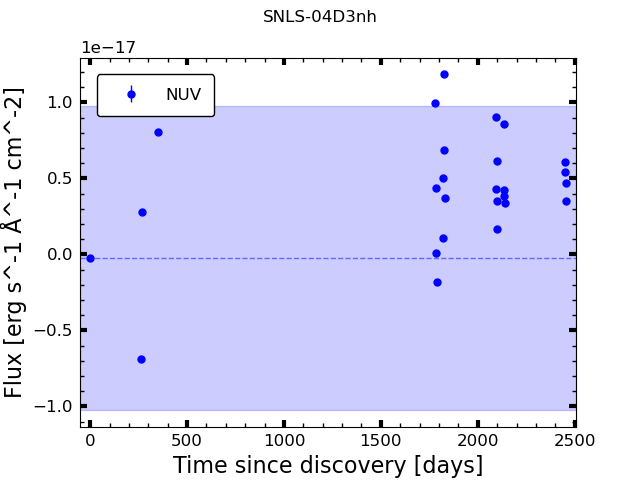 SNLS-04D3nh
1e−17
NUV
1.0
0.5
0.0
−0.5
−1.0
Flux [erg s^-1 Å^-1 cm^-2]
0 500 1000 1500 2000 2500
Time since discovery [days]